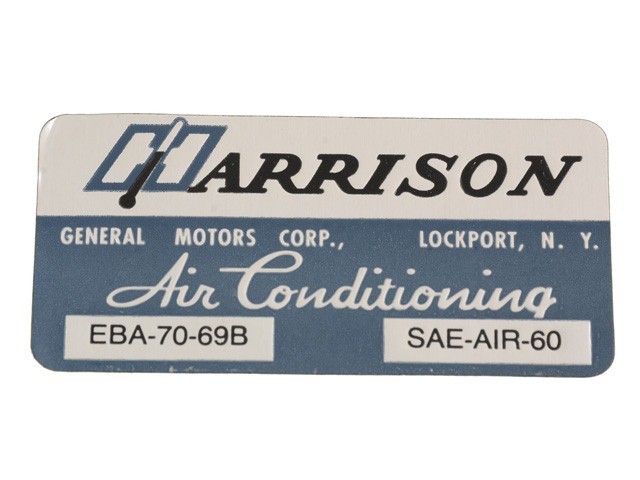 HARRISON
GENERAL MOTORS CORP., LOCKPORT, N. Y.
Air Conditioning
EBA-70-69B SAE-AIR-60